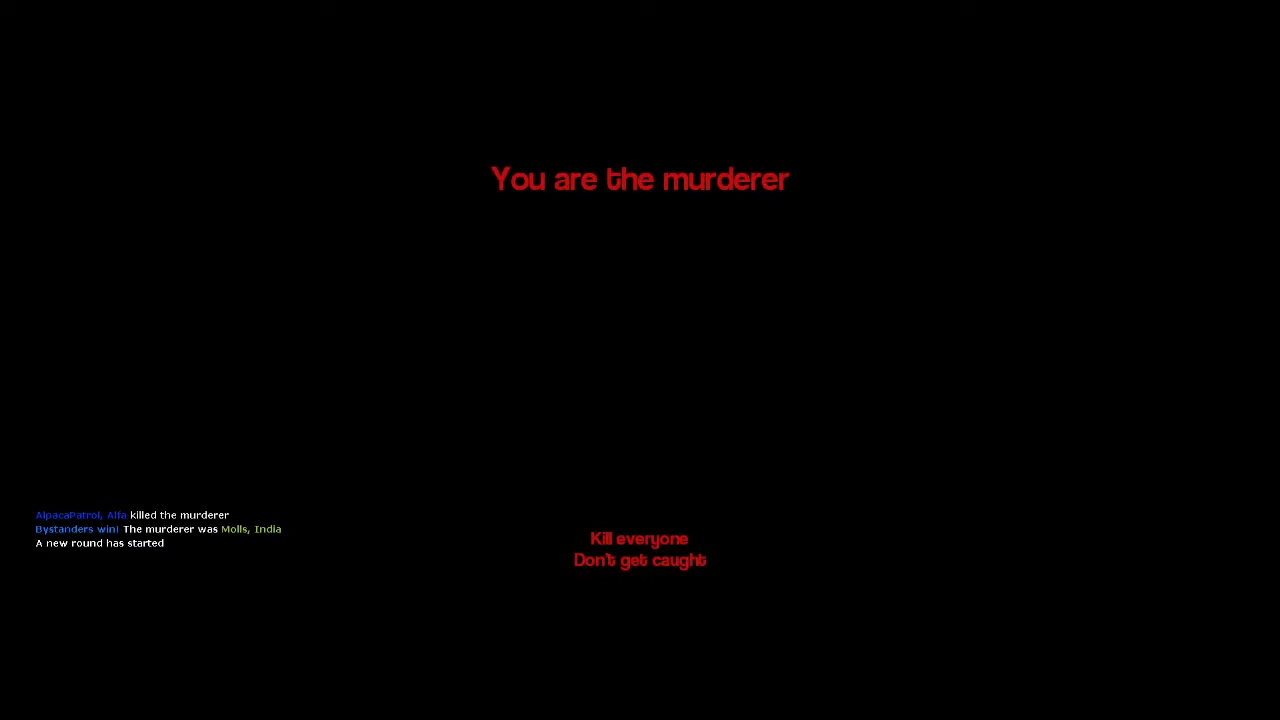 You are the murderer
AlpacaPatrol, Alfa killed the murderer
Bystanders win! The murderer was Molls, India
A new round has started
Kill everyone
Don't get caught